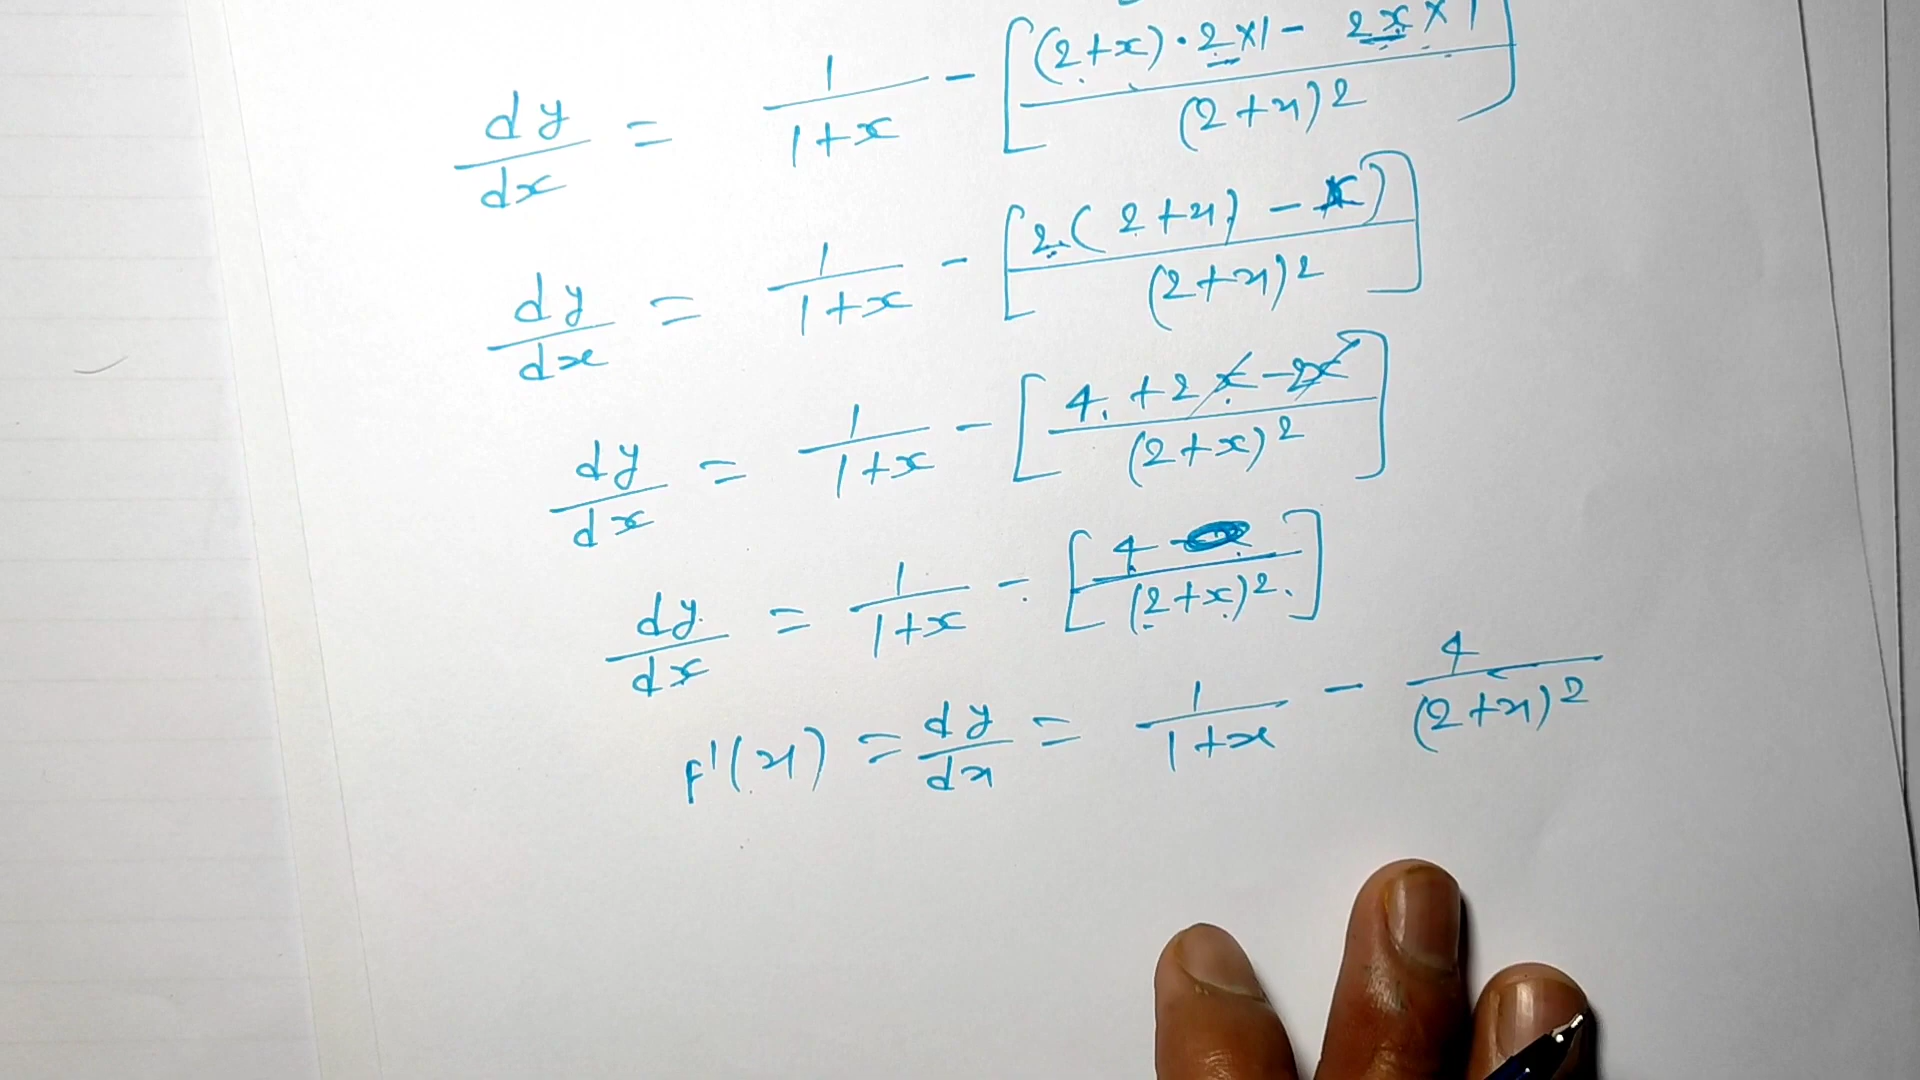 dy/dx = 1/(1+x) - [((2+x)·2×1 - 2x×1)/(2+x)^2]
dy/dx = 1/(1+x) - [2(2+x) - x)/(2+x)^2]
dy/dx = 1/(1+x) - [(4+2x-2x)/(2+x)^2]
dy/dx = 1/(1+x) - [4/(2+x)^2]
F'(x) = dy/dx = 1/(1+x) - 4/(2+x)^2